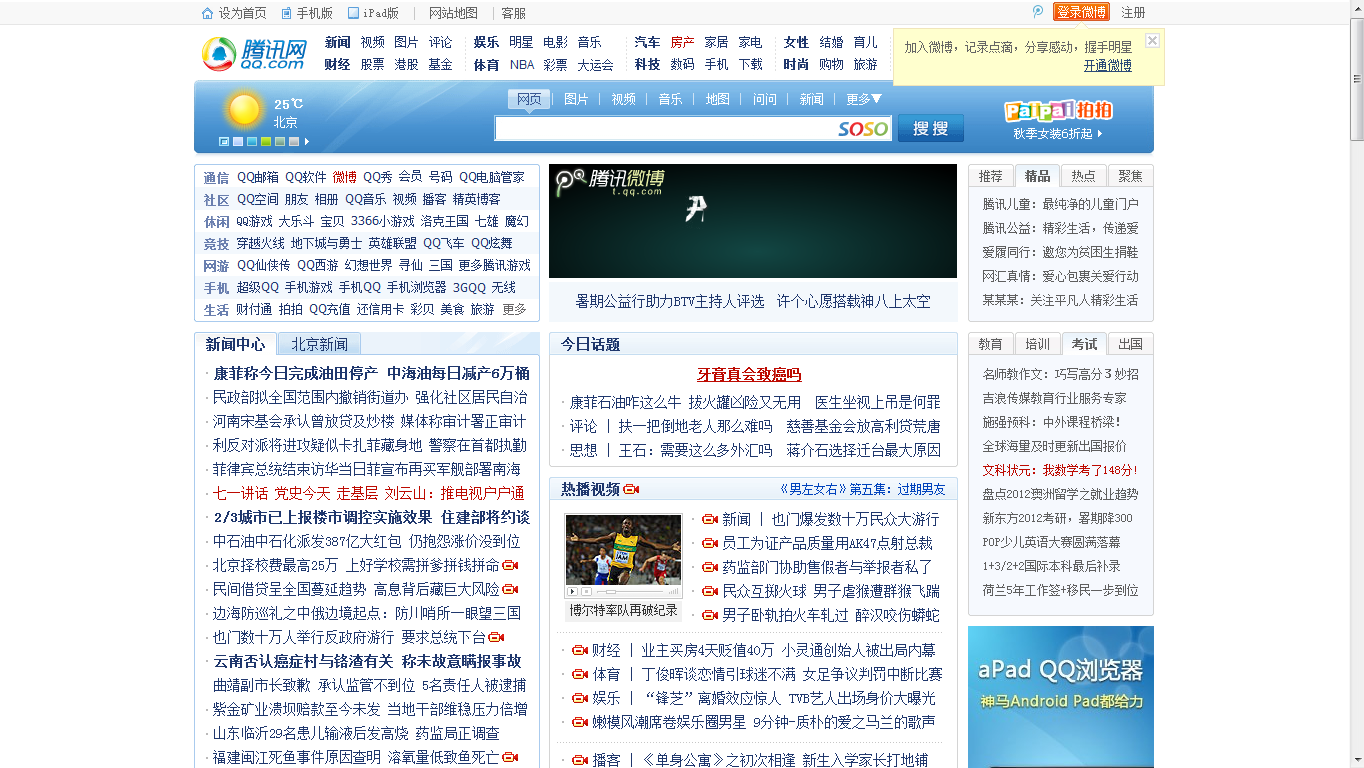 设为首页 手机版 iPad版 | 网站地图 | 客服
登录微博 注册
腾讯网 QQ.com
新闻 视频 图片 评论 娱乐 明星 电影 音乐 汽车 房产 家居 家电 女性 结婚 育儿
财经 股票 港股 基金 体育 NBA 彩票 大运会 科技 数码 手机 下载 时尚 购物 旅游
加入微博,记录点滴,分享感动,握手明星
开通微博
25℃
北京
网页 | 图片 | 视频 | 音乐 | 地图 | 问问 | 新闻 | 更多▼
SOSO 搜搜
PaiPai拍拍
秋季女装6折起
通信 QQ邮箱 QQ软件 微博 QQ秀 会员 号码 QQ电脑管家
社区 QQ空间 朋友 相册 QQ音乐 视频 播客 精英博客
休闲 QQ游戏 大乐斗 宝贝 3366小游戏 洛克王国 七雄 魔幻
竞技 穿越火线 地下城与勇士 英雄联盟 QQ飞车 QQ炫舞
网游 QQ仙侠传 QQ西游 幻想世界 寻仙 三国 更多腾讯游戏
手机 超级QQ 手机游戏 手机QQ 手机浏览器 3GQQ 无线
生活 财付通 拍拍 QQ充值 还信用卡 彩贝 美食 旅游 更多
腾讯微博
t.qq.com
暑期公益行助力BTV主持人评选 许个心愿搭载神八上太空
推荐 精品 热点 聚焦
腾讯儿童:最纯净的儿童门户
腾讯公益:精彩生活,传递爱
爱履同行:邀您为贫困生捐鞋
网汇真情:爱心包裹关爱行动
某某某:关注平凡人精彩生活
新闻中心 北京新闻
康菲称今日完成油田停产 中海油每日减产6万桶
民政部拟全国范围内撤销街道办 强化社区居民自治
河南宋基会承认曾放贷及炒楼 媒体称审计署正审计
利反对派将进攻疑似卡扎菲藏身地 警察在首都执勤
菲律宾总统结束访华当日菲宣布再买军舰部署南海
七一讲话 党史今天 走基层 刘云山:推电视户户通
2/3城市已上报楼市调控实施效果 住建部将约谈
中石油中石化派发387亿大红包 仍抱怨涨价没到位
北京择校费最高25万 上好学校需拼爹拼钱拼命
民间借贷呈全国蔓延趋势 高息背后藏巨大风险
边海防巡礼之中俄边境起点:防川哨所一眼望三国
也门数十万人举行反政府游行 要求总统下台
云南否认癌症村与铬渣有关 称未故意瞒报事故
曲靖副市长致歉 承认监管不到位 5名责任人被逮捕
紫金矿业溃坝赔款至今未发 当地干部维稳压力倍增
山东临沂29名患儿输液后发高烧 药监局正调查
福建闽江死鱼事件原因查明 溶氧量低致鱼死亡
今日话题
牙膏真会致癌吗
康菲石油咋这么牛 拔火罐凶险又无用 医生坐视上吊是何罪
评论 | 扶一把倒地老人那么难吗 慈善基金会放高利贷荒唐
思想 | 王石:需要这么多外汇吗 蒋介石选择迁台最大原因
热播视频 《男左女右》第五集:过期男友
博尔特率队再破纪录
新闻 | 也门爆发数十万民众大游行
员工为证产品质量用AK47点射总裁
药监部门协助售假者与举报者私了
民众互掷火球 男子虐猴遭群猴飞踹
男子卧轨拍火车轧过 醉汉咬伤蟒蛇
财经 | 业主买房4天贬值40万 小灵通创始人被出局内幕
体育 | 丁俊晖谈恋情引球迷不满 女足争议判罚中断比赛
娱乐 | “锋芝”离婚效应惊人 TVB艺人出场身价大曝光
嫩模风潮席卷娱乐圈男星 9分钟-质朴的爱之马兰的歌声
播客 | 《单身公寓》之初次相逢 新生入学家长打地铺
教育 培训 考试 出国
名师教作文:巧写高分3妙招
吉浪传媒教育行业服务专家
施强预科:中外课程桥梁!
全球海量及时更新出国报价
文科状元:我数学考了148分!
盘点2012澳洲留学之就业趋势
新东方2012考研,暑期降300
POP少儿英语大赛圆满落幕
1+3/2+2国际本科最后补录
荷兰5年工作签+移民一步到位
aPad QQ浏览器
神马Android Pad都给力